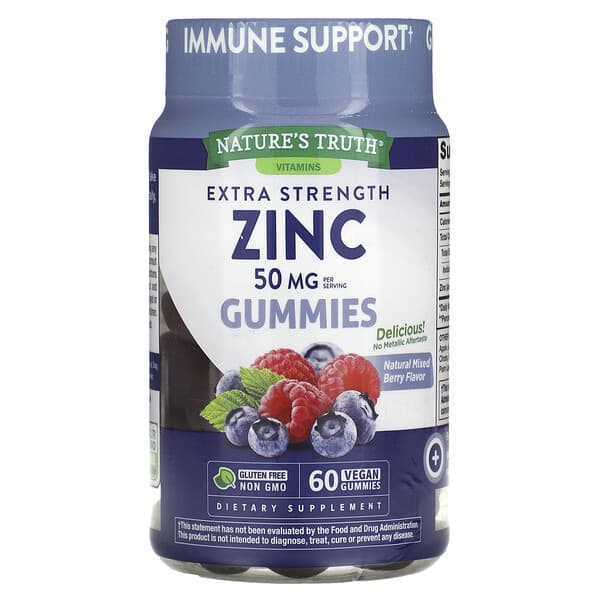 IMMUNE SUPPORT†
NATURE'S TRUTH®
VITAMINS
EXTRA STRENGTH
ZINC
50 MG PER SERVING
GUMMIES
Delicious!
No Metallic Aftertaste
Natural Mixed
Berry Flavor
GLUTEN FREE
NON GMO
60 VEGAN GUMMIES
DIETARY SUPPLEMENT
†This statement has not been evaluated by the Food and Drug Administration.
This product is not intended to diagnose, treat, cure or prevent any disease.